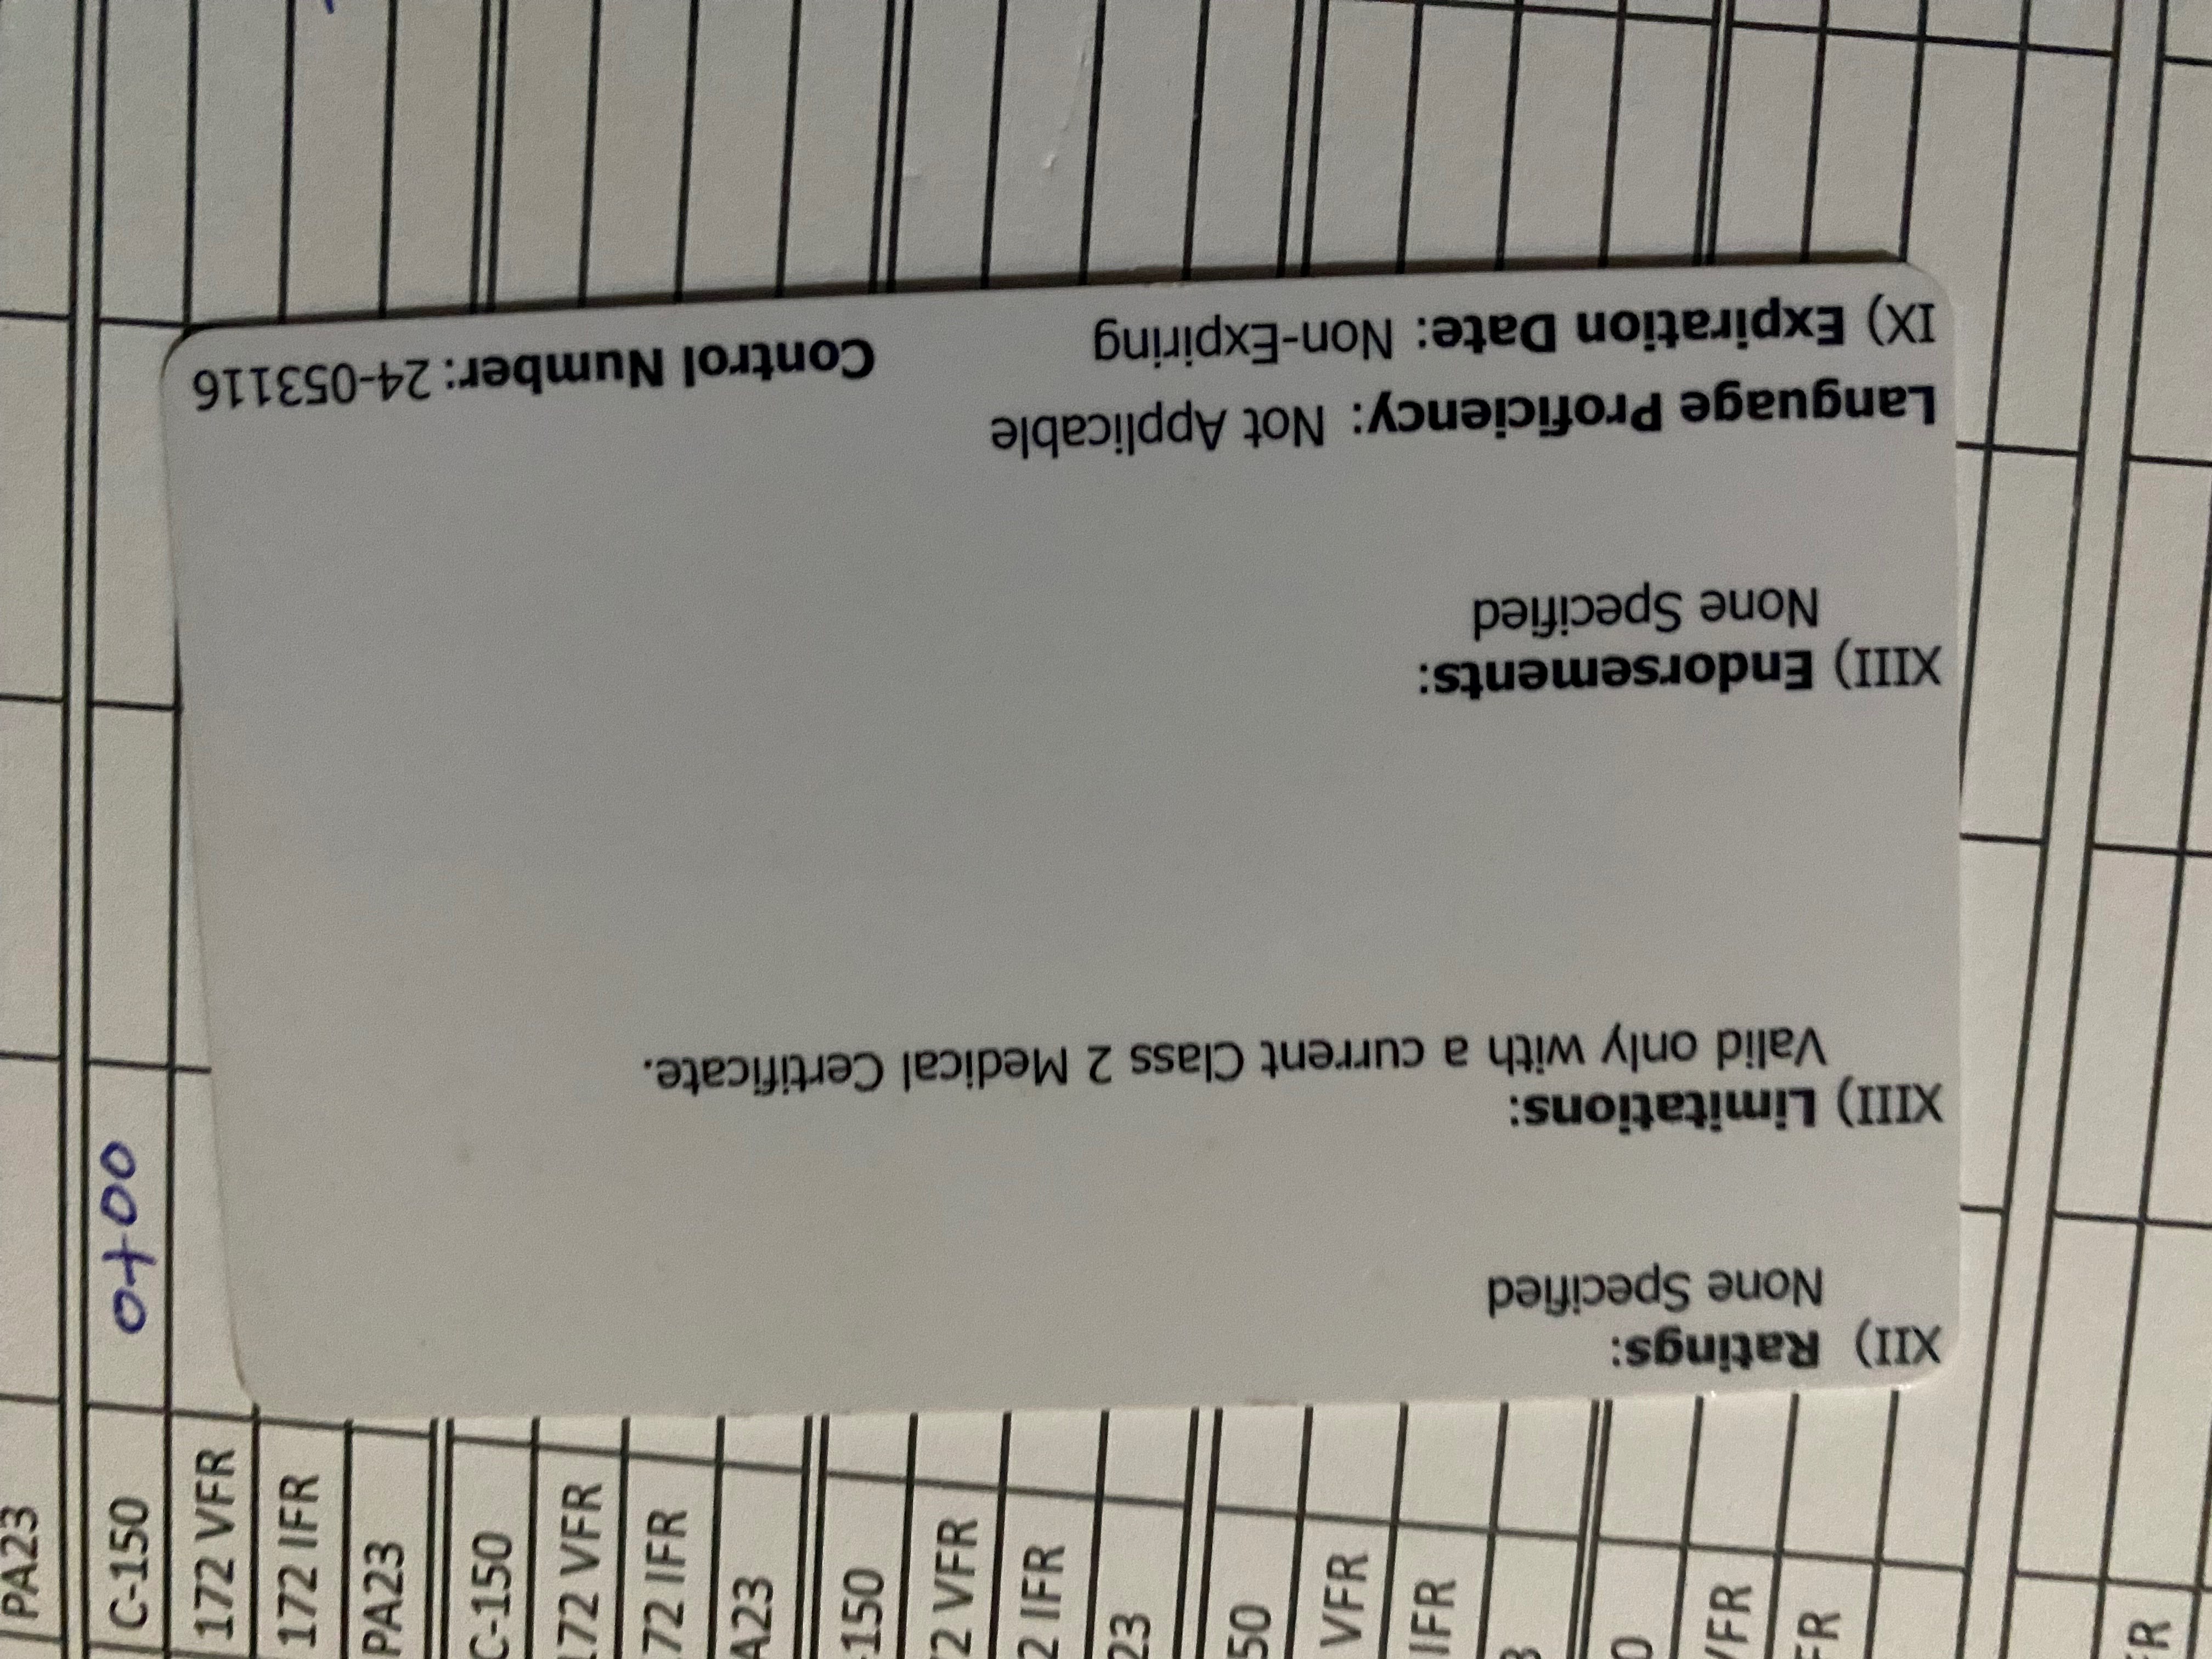 XII) Ratings:
None Specified
XIII) Limitations:
Valid only with a current Class 2 Medical Certificate.
XIII) Endorsements:
None Specified
Language Proficiency: Not Applicable
IX) Expiration Date: Non-Expiring Control Number: 24-053116
PA23
C-150
0+00
172 VFR
172 IFR
PA23
C-150
172 VFR
72 IFR
A23
-150
2 VFR
2 IFR
23
50
VFR
IFR
3
0
VFR
FR
R